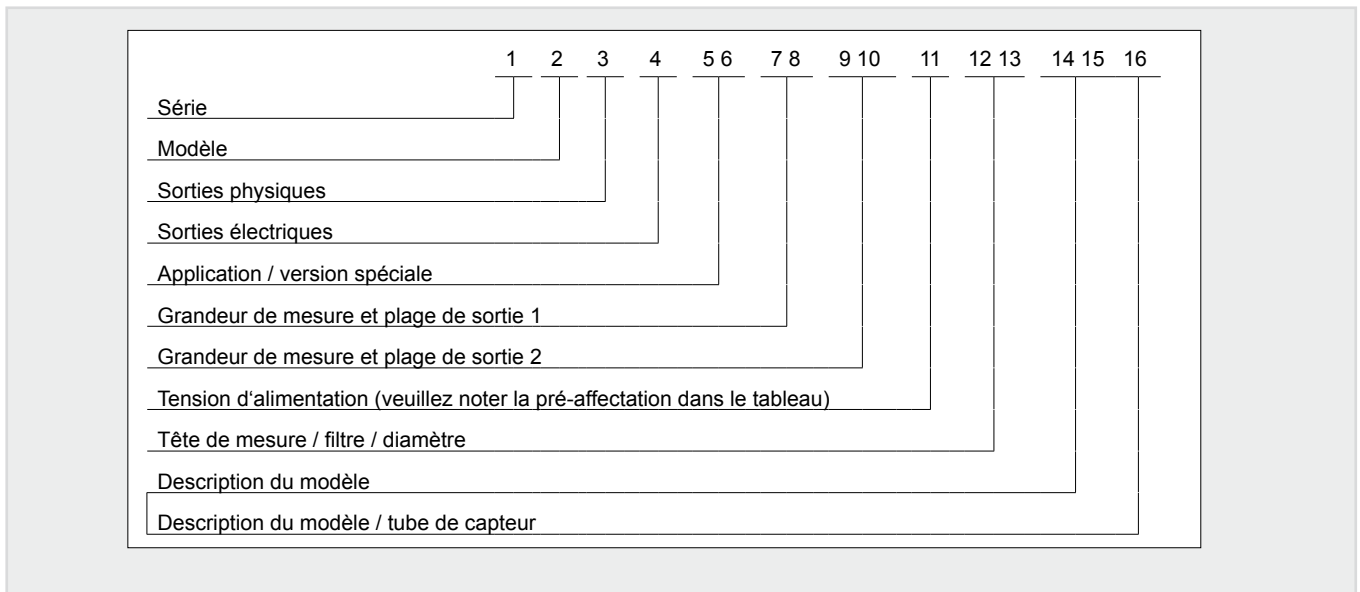 1 2 3 4 5 6 7 8 9 10 11 12 13 14 15 16
Série
Modèle
Sorties physiques
Sorties électriques
Application / version spéciale
Grandeur de mesure et plage de sortie 1
Grandeur de mesure et plage de sortie 2
Tension d‘alimentation (veuillez noter la pré-affectation dans le tableau)
Tête de mesure / filtre / diamètre
Description du modèle
Description du modèle / tube de capteur